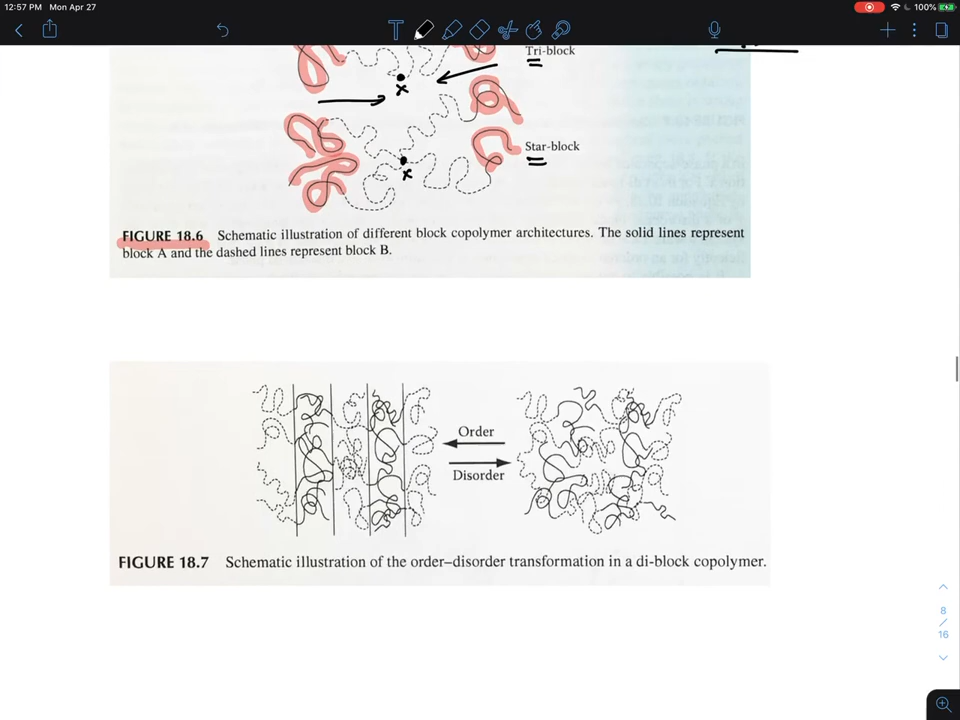 12:57 PM Mon Apr 27
100%
T
Tri-block
x
Star-block
x
FIGURE 18.6 Schematic illustration of different block copolymer architectures. The solid lines represent
block A and the dashed lines represent block B.
Order
Disorder
FIGURE 18.7 Schematic illustration of the order–disorder transformation in a di-block copolymer.
8
/
16